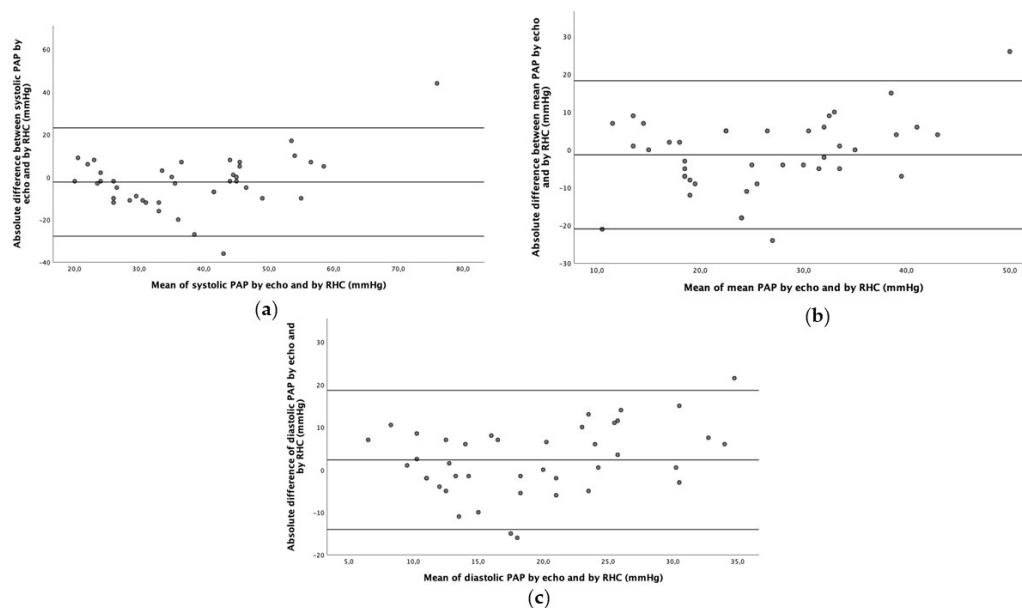 Absolute difference between systolic PAP by
echo and by RHC (mmHg)
60
40
20
0
-20
-40
20,0 30,0 40,0 50,0 60,0 70,0 80,0
Mean of systolic PAP by echo and by RHC (mmHg)
(a)
Absolute difference between mean PAP by echo
and by RHC (mmHg)
30
20
10
0
-10
-20
-30
10,0 20,0 30,0 40,0 50,0
Mean of mean PAP by echo and by RHC (mmHg)
(b)
Absolute difference of diastolic PAP by echo and
by RHC (mmHg)
30
20
10
0
-10
-20
5,0 10,0 15,0 20,0 25,0 30,0 35,0
Mean of diastolic PAP by echo and by RHC (mmHg)
(c)